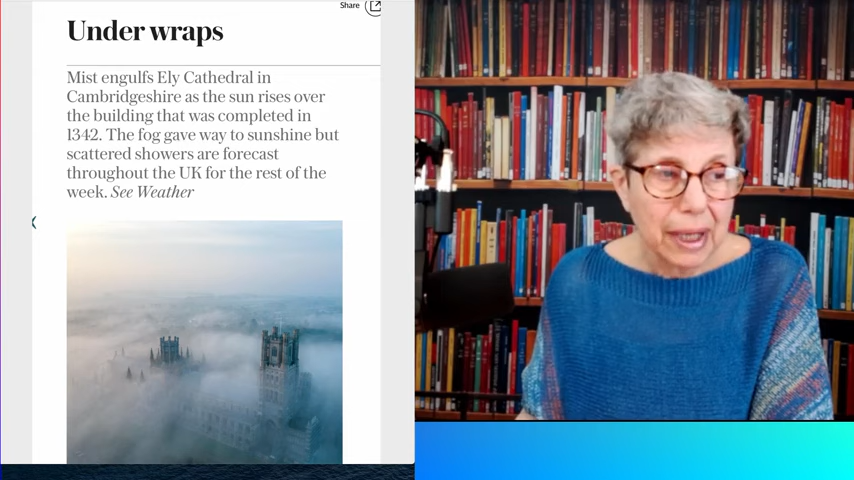 Share
Under wraps
Mist engulfs Ely Cathedral in
Cambridgeshire as the sun rises over
the building that was completed in
1342. The fog gave way to sunshine but
scattered showers are forecast
throughout the UK for the rest of the
week. See Weather